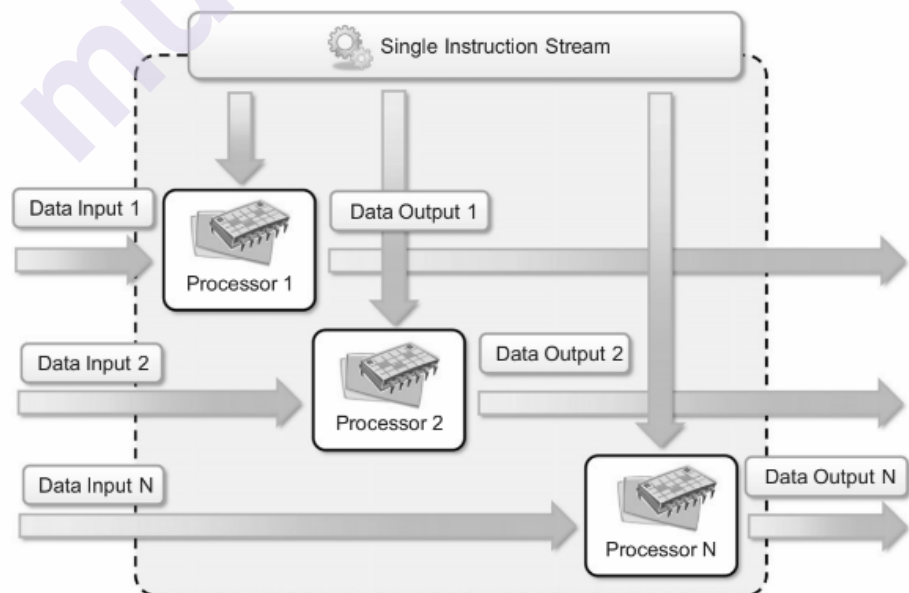 Single Instruction Stream
Data Input 1
Data Output 1
Processor 1
Data Input 2
Data Output 2
Processor 2
Data Input N
Data Output N
Processor N